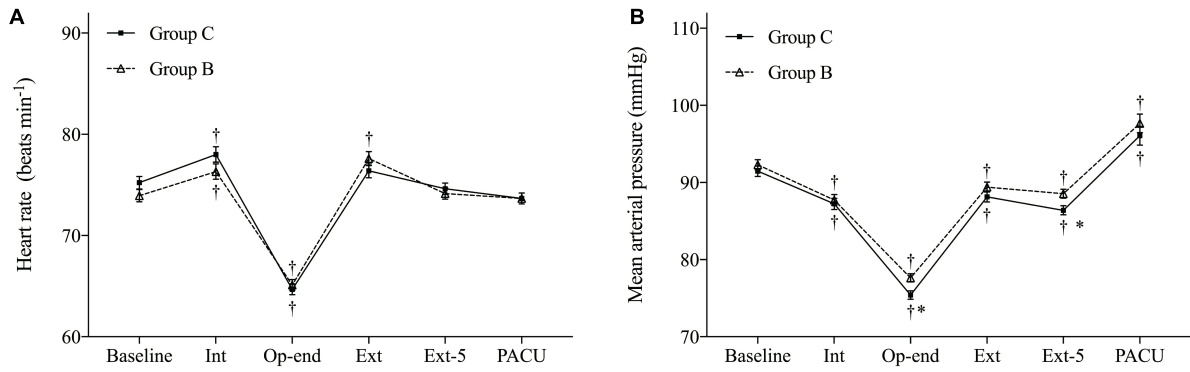 A
Heart rate (beats min⁻¹)
90
80
70
60
Group C
Group B
†
†
†
†
†
Baseline Int Op-end Ext Ext-5 PACU
B
Mean arterial pressure (mmHg)
110
100
90
80
70
Group C
Group B
†
†
†
†*
†
†
†
† *
†
†
Baseline Int Op-end Ext Ext-5 PACU